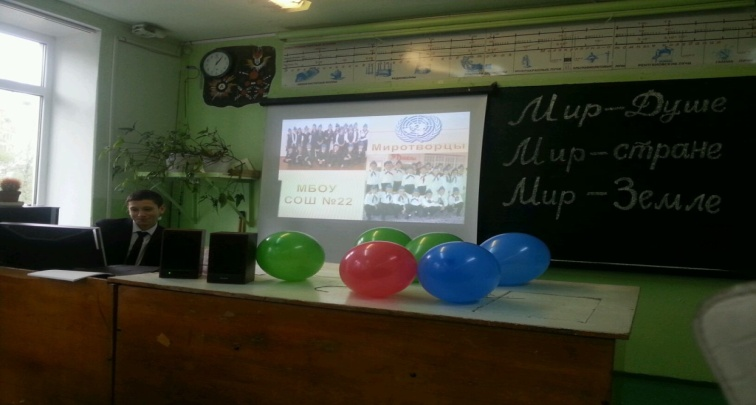 Миротворцы
МБОУ
СОШ №22
Мир-Душе
Мир-стране
Мир-Земле